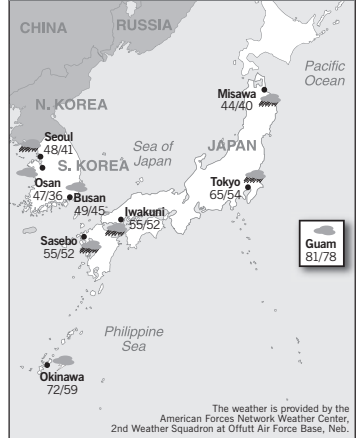 CHINA
RUSSIA
Pacific
Ocean
N. KOREA
Misawa
44/40
Seoul
48/41
Sea of
Japan
JAPAN
S. KOREA
Osan
47/36
Busan
49/45
Tokyo
65/54
Iwakuni
55/52
Sasebo
55/52
Guam
81/78
Philippine
Sea
Okinawa
72/59
The weather is provided by the
American Forces Network Weather Center,
2nd Weather Squadron at Offutt Air Force Base, Neb.